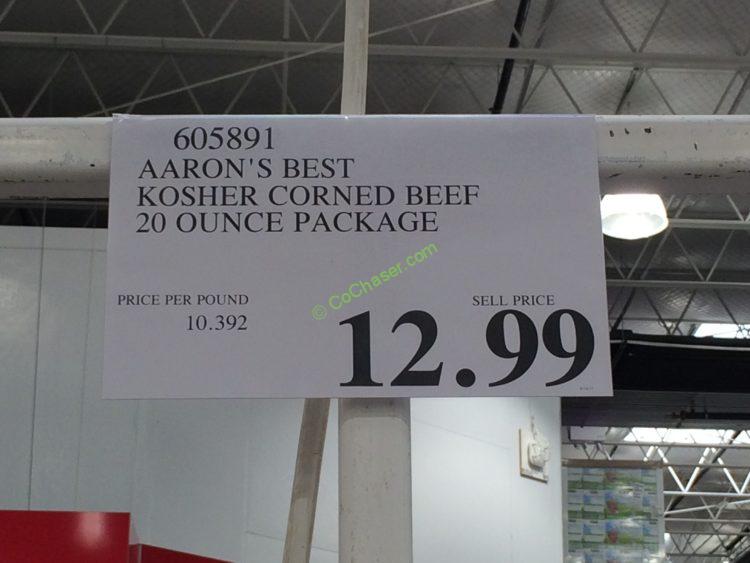 605891
AARON'S BEST
KOSHER CORNED BEEF
20 OUNCE PACKAGE
© CoChaser.com
PRICE PER POUND
10.392
SELL PRICE
12.99